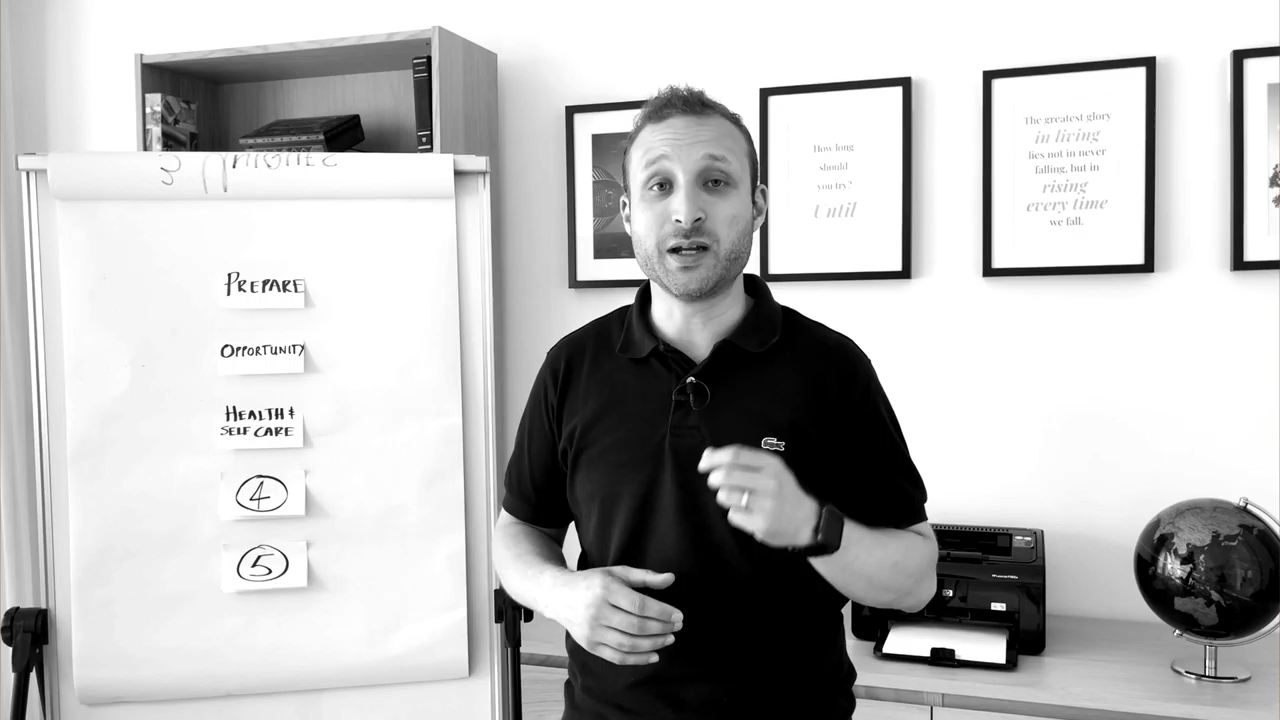 PREPARE
OPPORTUNITY
HEALTH &
SELF CARE
4
5
How long
should
you try?
Until
The greatest glory
in living
lies not in never
falling, but in
rising
every time
we fall.
hp